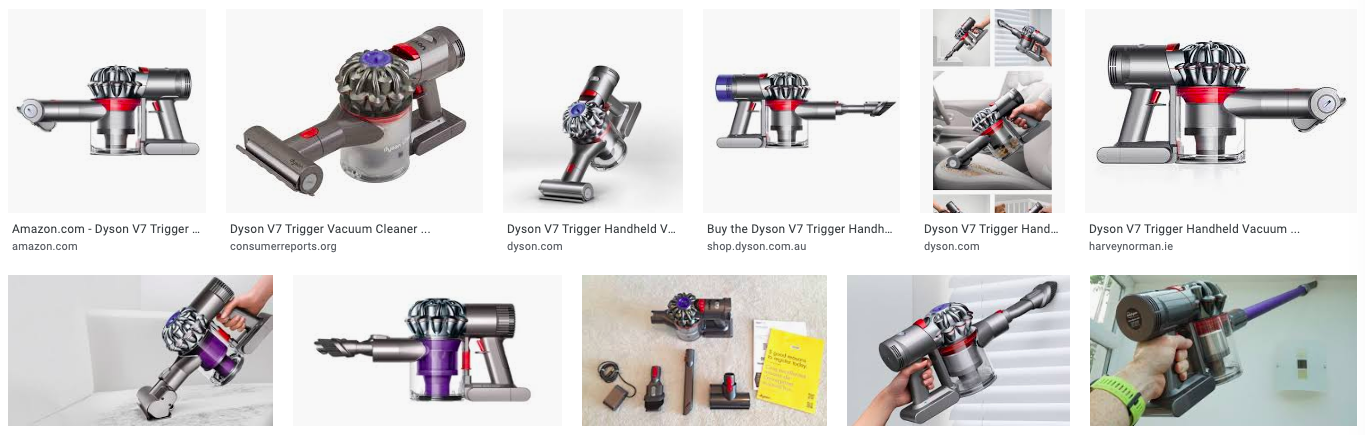 dyson
Amazon.com - Dyson V7 Trigger ...
amazon.com
Dyson V7 Trigger Vacuum Cleaner ...
consumerreports.org
Dyson V7 Trigger Handheld V...
dyson.com
Buy the Dyson V7 Trigger Handh...
shop.dyson.com.au
Dyson V7 Trigger Hand...
dyson.com
Dyson V7 Trigger Handheld Vacuum ...
harveynorman.ie